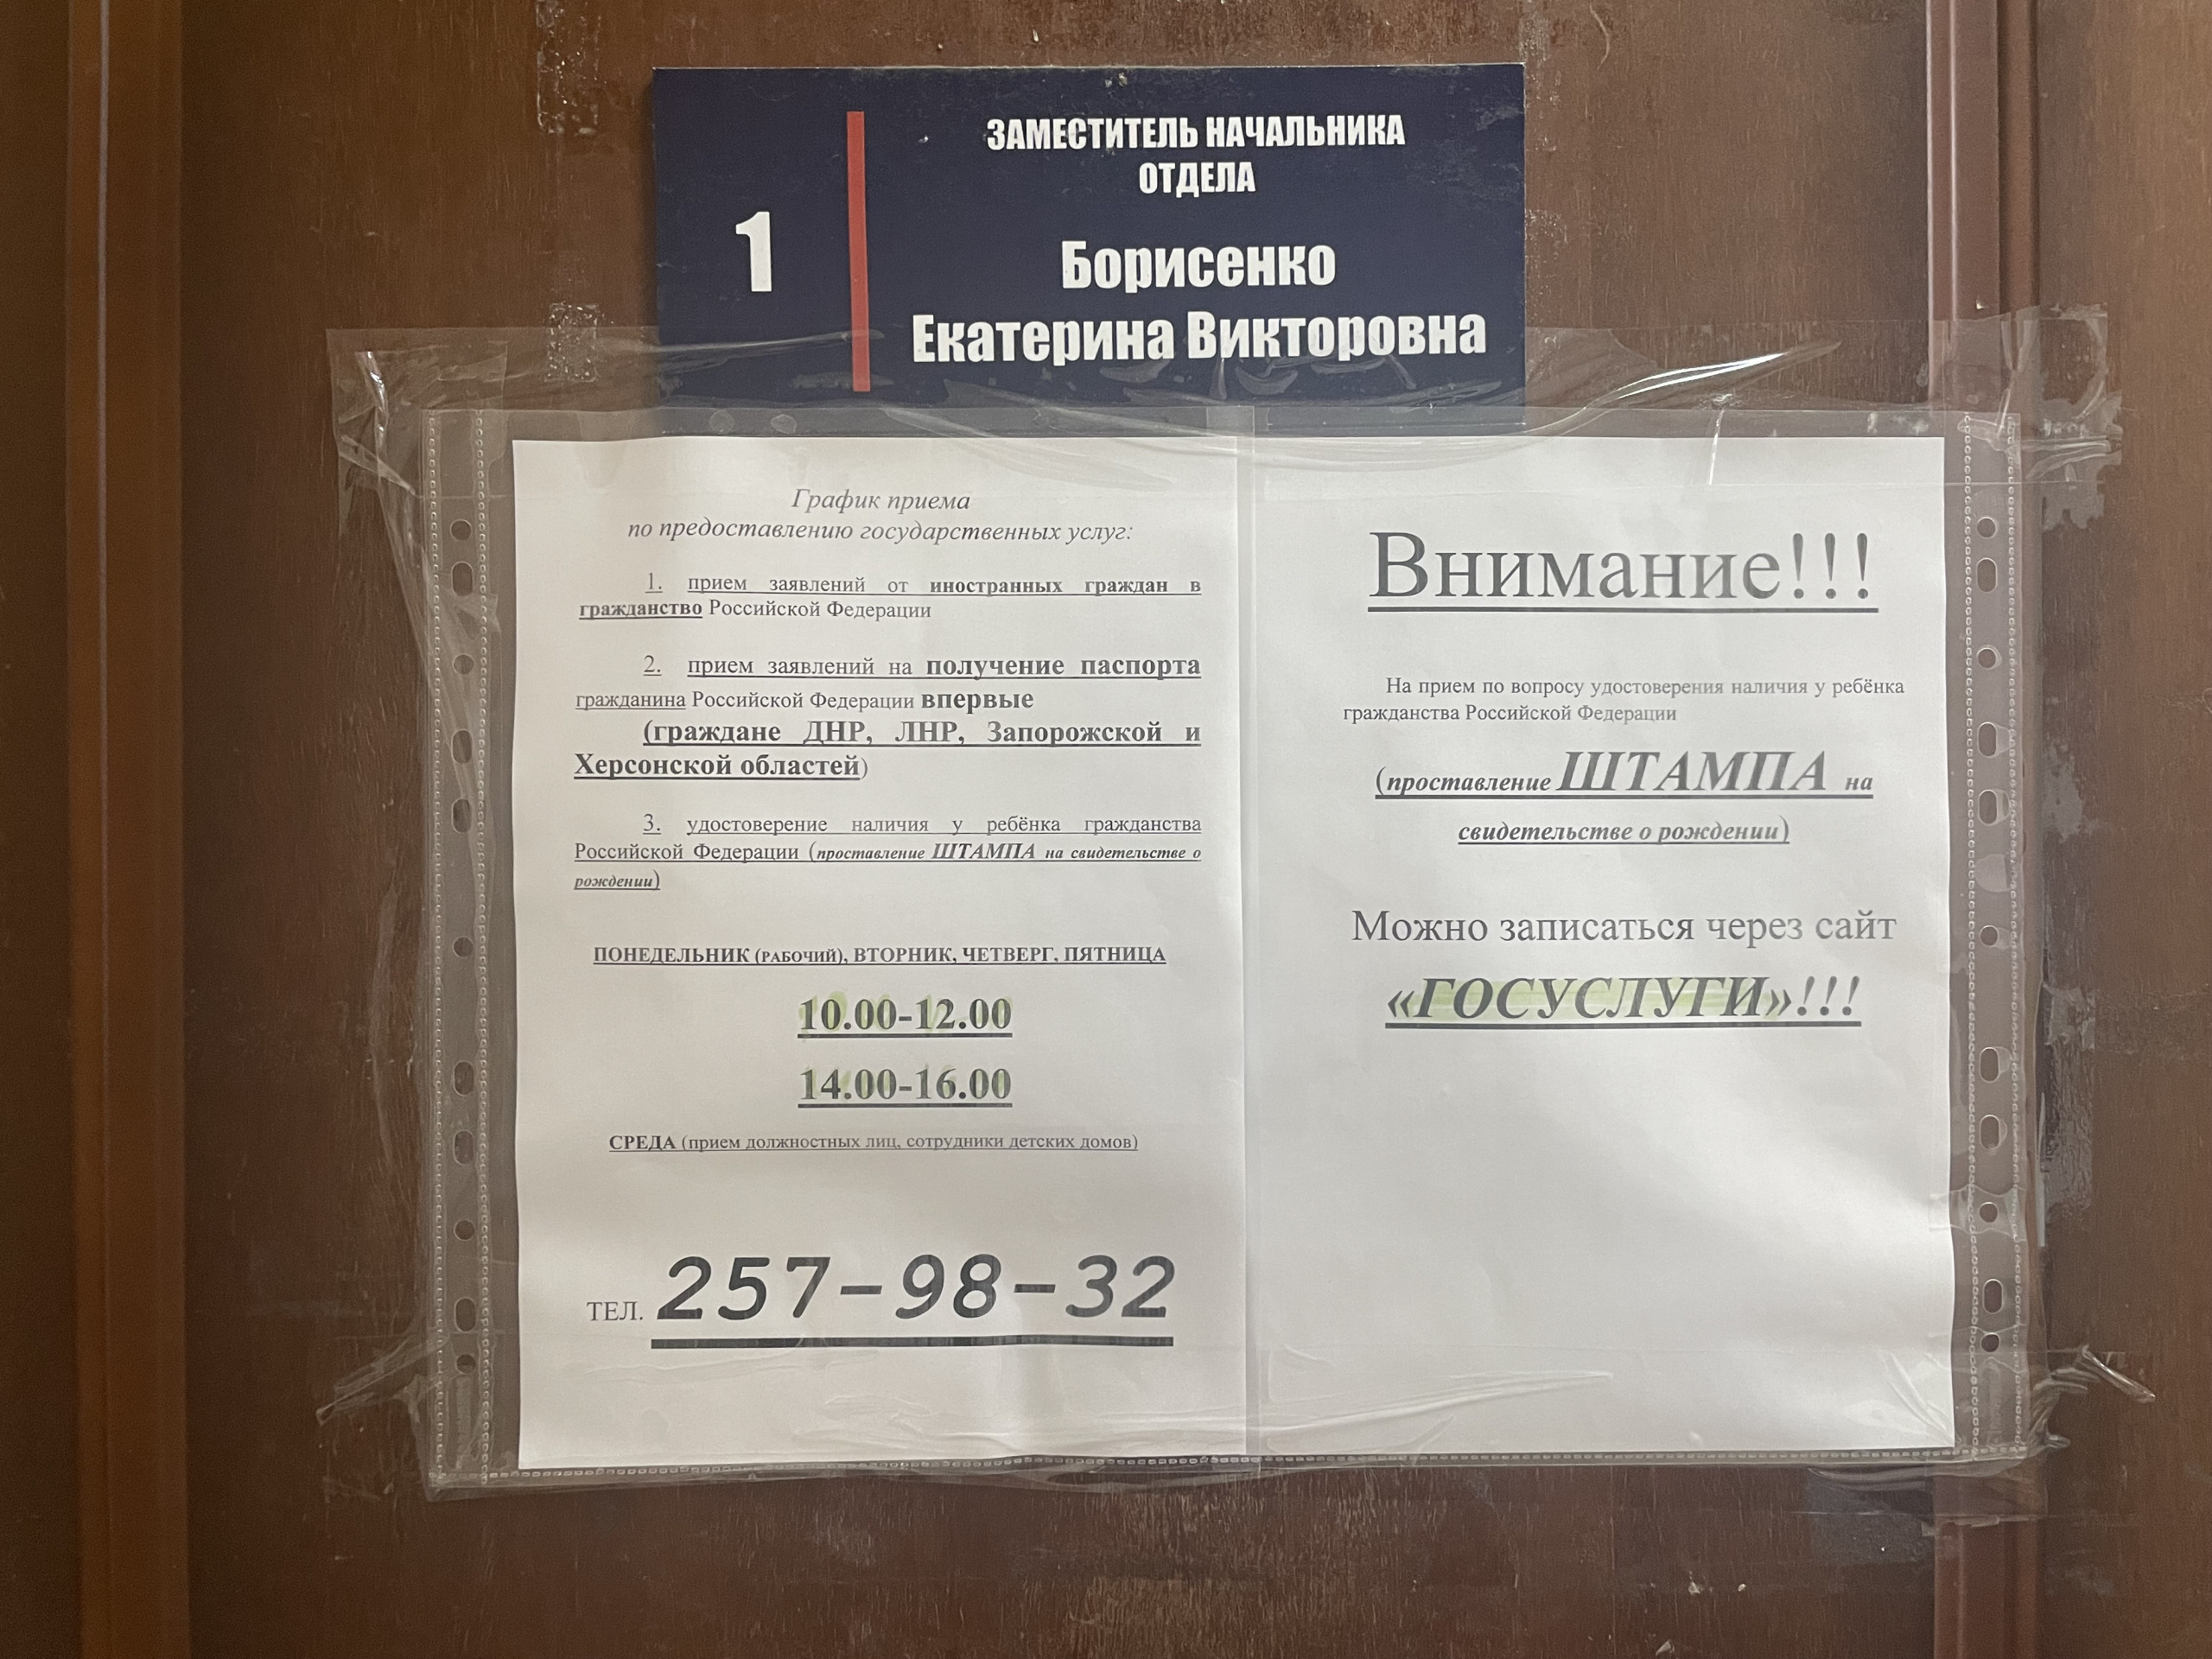 1
ЗАМЕСТИТЕЛЬ НАЧАЛЬНИКА
ОТДЕЛА
Борисенко
Екатерина Викторовна
График приема
по предоставлению государственных услуг:
1. прием заявлений от иностранных граждан в
гражданство Российской Федерации
2. прием заявлений на получение паспорта
гражданина Российской Федерации впервые
(граждане ДНР, ЛНР, Запорожской и
Херсонской областей)
3. удостоверение наличия у ребёнка гражданства
Российской Федерации (проставление ШТАМПА на свидетельстве о
рождении)
ПОНЕДЕЛЬНИК (РАБОЧИЙ), ВТОРНИК, ЧЕТВЕРГ, ПЯТНИЦА
10.00-12.00
14.00-16.00
СРЕДА (прием должностных лиц, сотрудники детских домов)
ТЕЛ. 257-98-32
Внимание!!!
На прием по вопросу удостоверения наличия у ребёнка
гражданства Российской Федерации
(проставление ШТАМПА на
свидетельстве о рождении)
Можно записаться через сайт
«ГОСУСЛУГИ»!!!